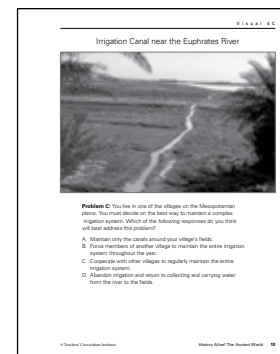 Visual 4C
Irrigation Canal near the Euphrates River
Problem C: You live in one of the villages on the Mesopotamian
plains. You must decide on the best way to maintain a complex
irrigation system. Which of the following responses do you think
will best address this problem?
A. Maintain only the canals around your village's fields.
B. Force members of another village to maintain the entire irrigation
system throughout the year.
C. Cooperate with other villages to regularly maintain the entire
irrigation system.
D. Abandon irrigation and return to collecting and carrying water
from the river to the fields.
© Teachers' Curriculum Institute
History Alive! The Ancient World